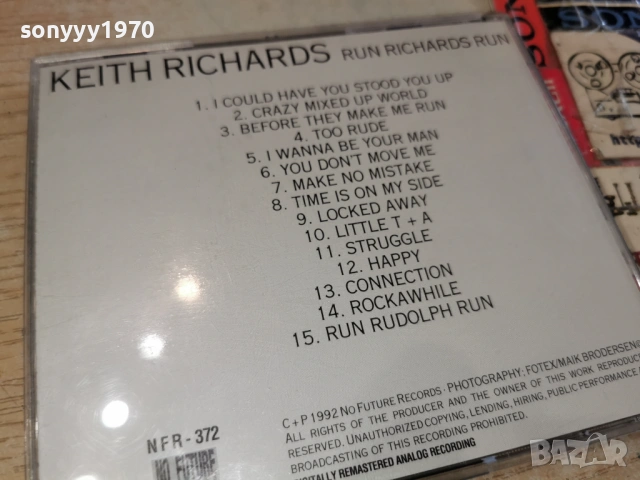 sonyyy1970
KEITH RICHARDS RUN RICHARDS RUN
1. I COULD HAVE YOU STOOD YOU UP
2. CRAZY MIXED UP WORLD
3. BEFORE THEY MAKE ME RUN
4. TOO RUDE
5. I WANNA BE YOUR MAN
6. YOU DON'T MOVE ME
7. MAKE NO MISTAKE
8. TIME IS ON MY SIDE
9. LOCKED AWAY
10. LITTLE T + A
11. STRUGGLE
12. HAPPY
13. CONNECTION
14. ROCKAWHILE
15. RUN RUDOLPH RUN
C+P 1992 NO FUTURE RECORDS · PHOTOGRAPHY: FOTEX/MAIK BRODERSEN
ALL RIGHTS OF THE PRODUCER AND THE OWNER OF THIS WORK REPRODUC
RESERVED. UNAUTHORIZED COPYING, LENDING, HIRING, PUBLIC PERFORMANCE
BROADCASTING OF THIS RECORDING PROHIBITED.
DIGITALLY REMASTERED ANALOG RECORDING
NFR-372
NO FUTURE
bazar